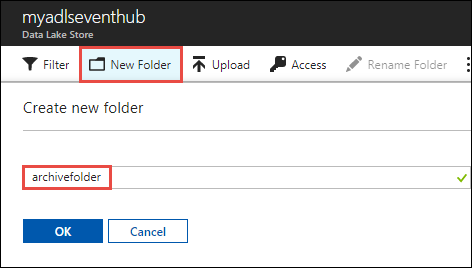 myadlseventhub
Data Lake Store
Filter New Folder Upload Access Rename Folder
Create new folder
archivefolder
OK Cancel